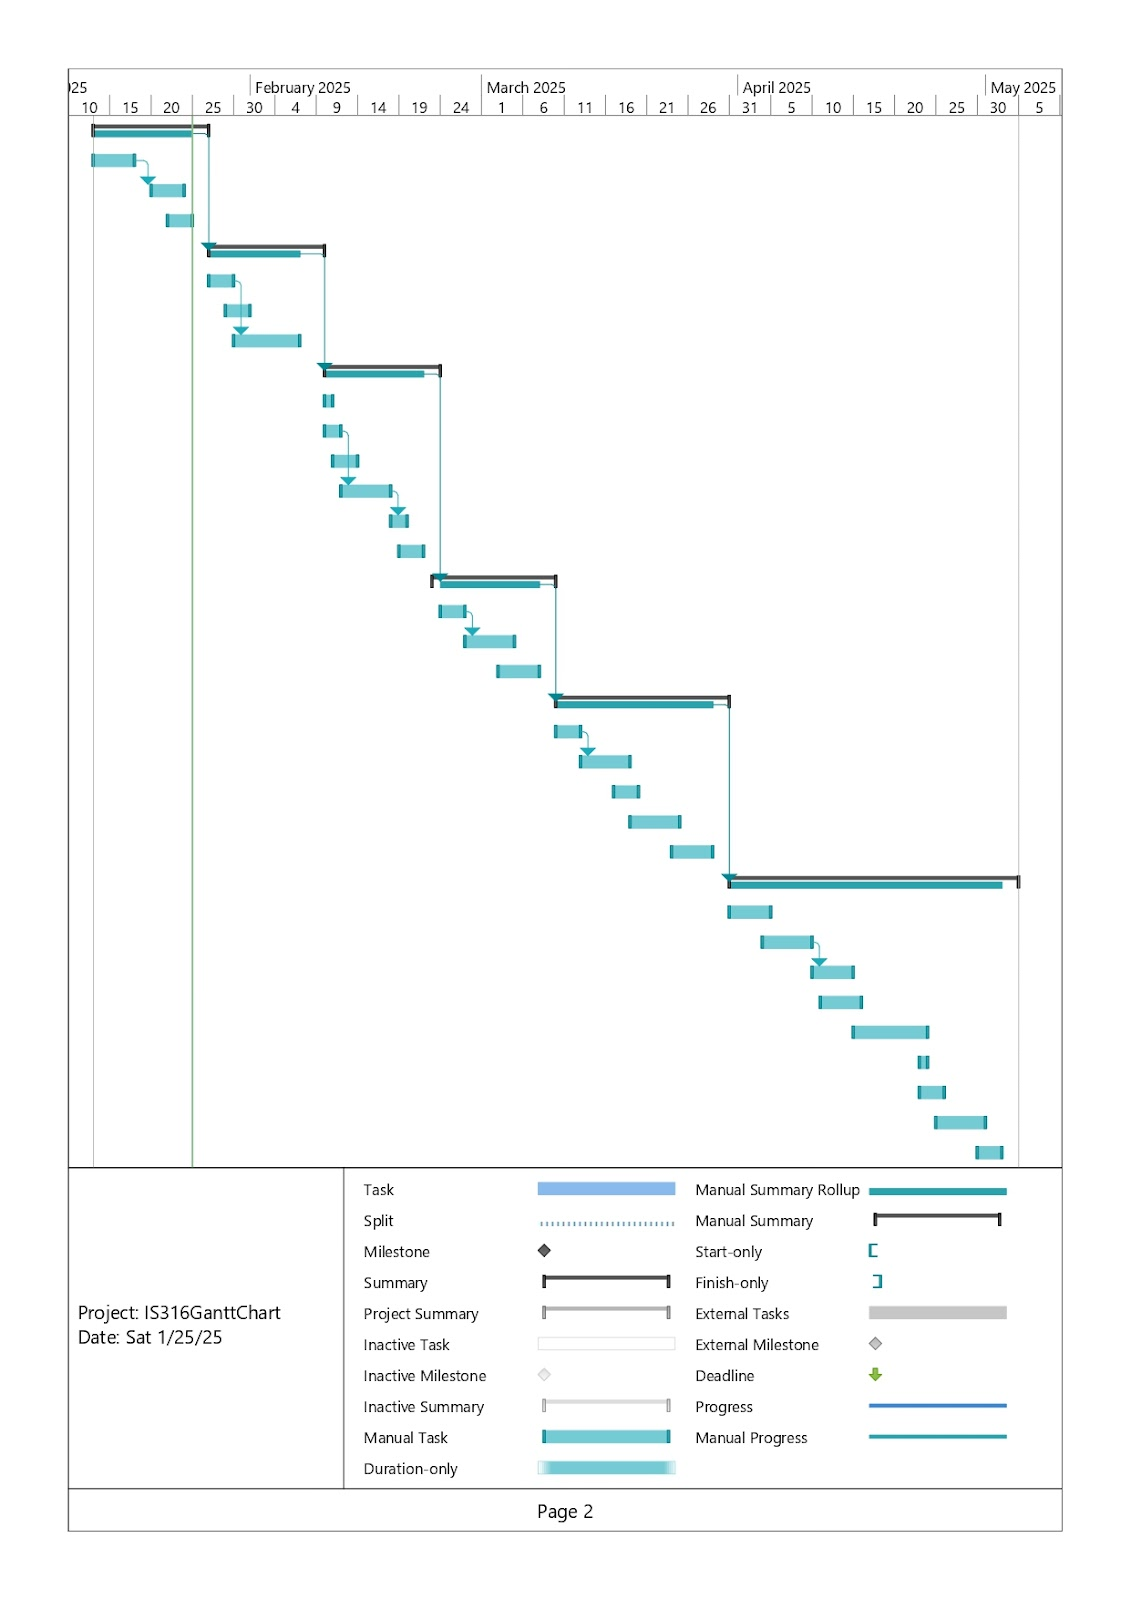 025 February 2025 March 2025 April 2025 May 2025
10 15 20 25 30 4 9 14 19 24 1 6 11 16 21 26 31 5 10 15 20 25 30 5
Task
Split
Milestone
Summary
Project Summary
Inactive Task
Inactive Milestone
Inactive Summary
Manual Task
Duration-only
Manual Summary Rollup
Manual Summary
Start-only
Finish-only
External Tasks
External Milestone
Deadline
Progress
Manual Progress
Project: IS316GanttChart
Date: Sat 1/25/25
Page 2